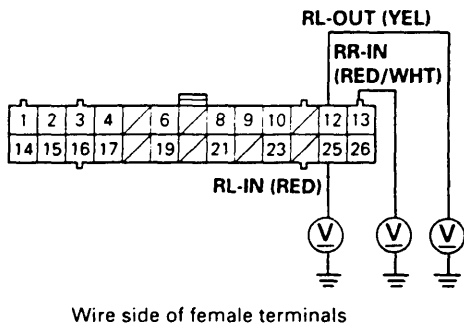 RL-OUT (YEL)
RR-IN
(RED/WHT)
1 2 3 4 6 8 9 10 12 13
14 15 16 17 19 21 23 25 26
RL-IN (RED)
V V V
Wire side of female terminals